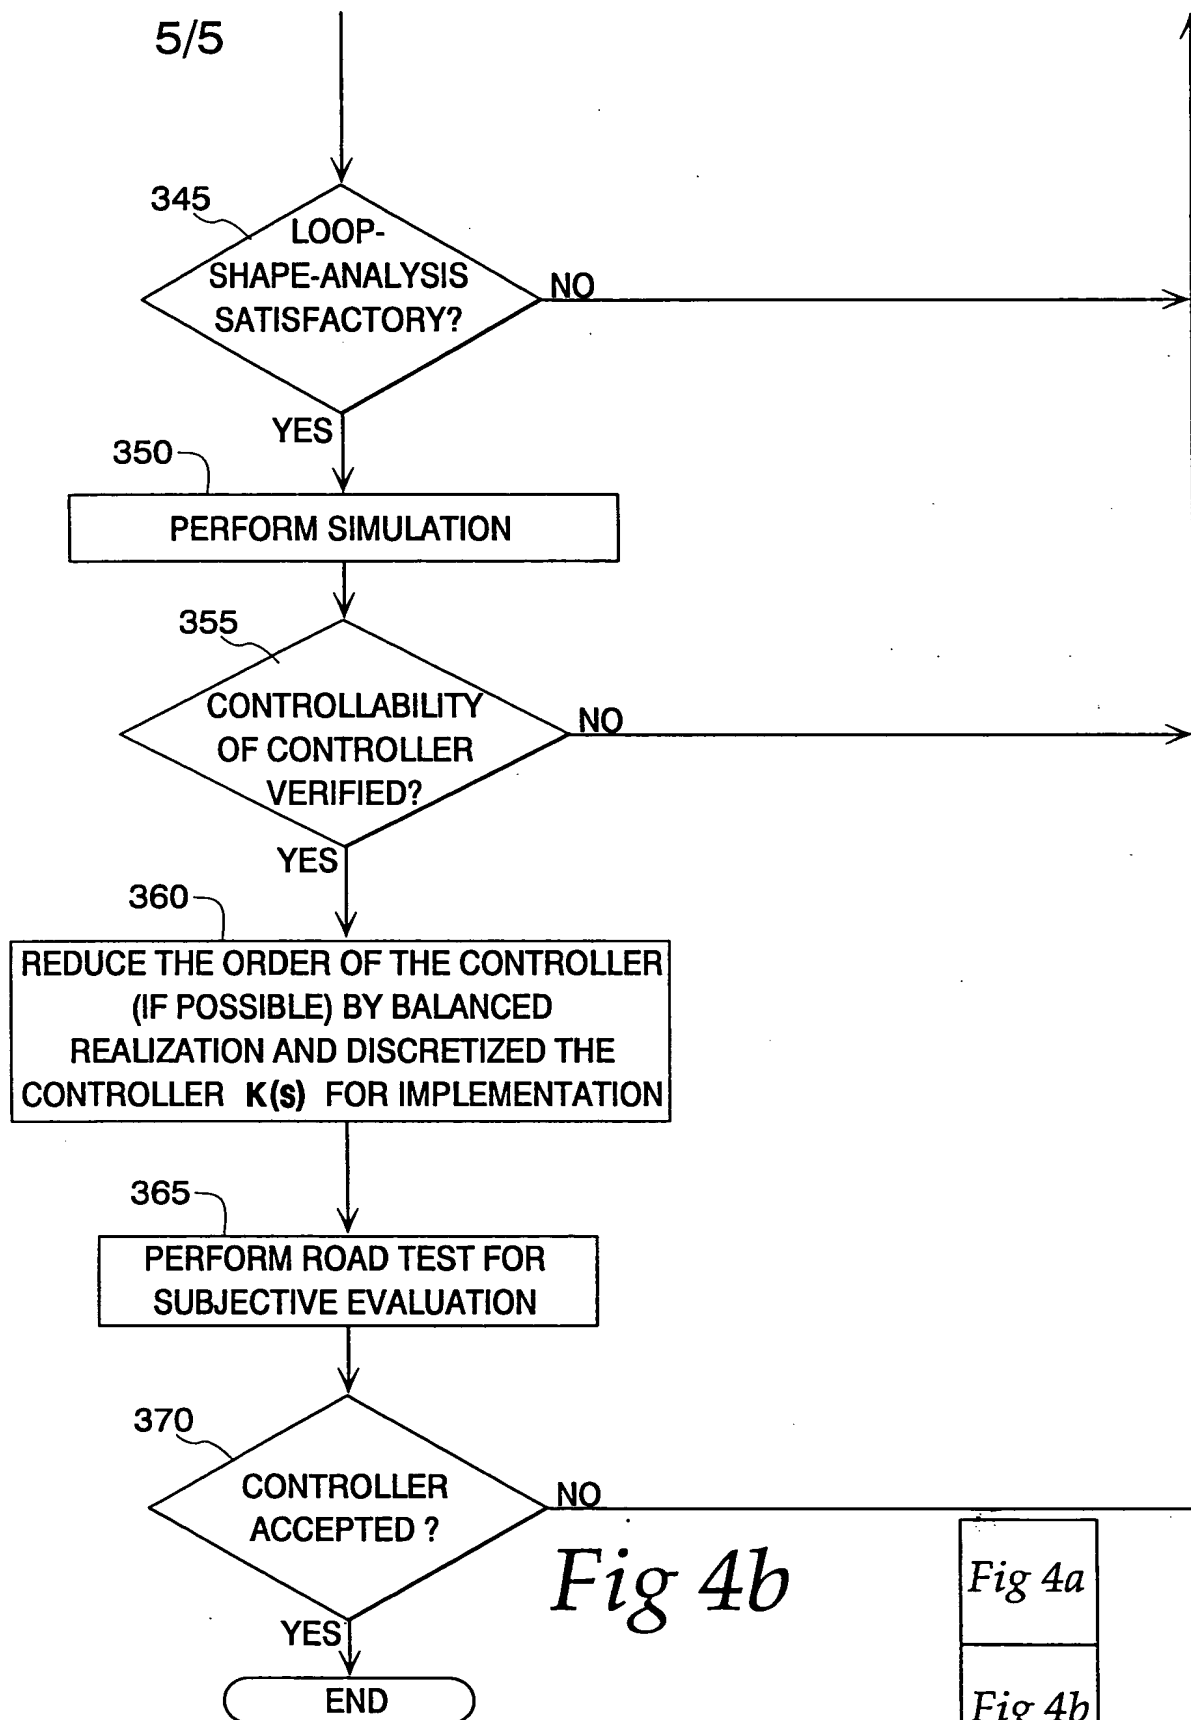 5/5
345
LOOP-
SHAPE-ANALYSIS
SATISFACTORY?
NO
YES
350
PERFORM SIMULATION
355
CONTROLLABILITY
OF CONTROLLER
VERIFIED?
NO
YES
360
REDUCE THE ORDER OF THE CONTROLLER
(IF POSSIBLE) BY BALANCED
REALIZATION AND DISCRETIZED THE
CONTROLLER K(s) FOR IMPLEMENTATION
365
PERFORM ROAD TEST FOR
SUBJECTIVE EVALUATION
370
CONTROLLER
ACCEPTED ?
NO
YES
END
Fig 4b
Fig 4a
Fig 4b